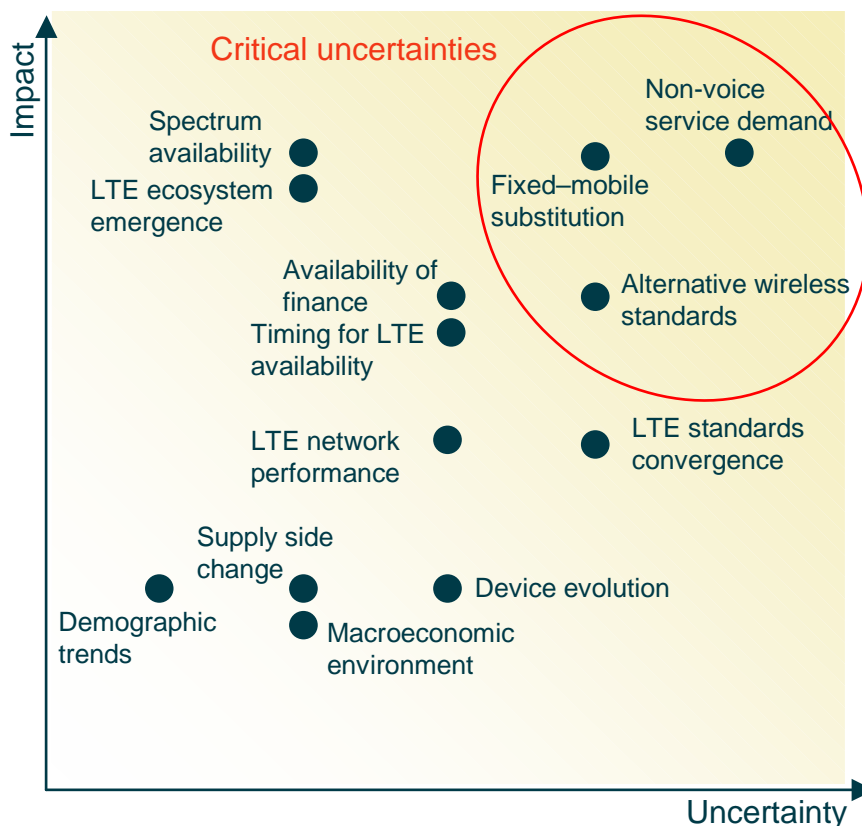 Impact
Critical uncertainties
Non-voice
service demand
Spectrum
availability
LTE ecosystem
emergence
Fixed–mobile
substitution
Availability of
finance
Timing for LTE
availability
Alternative wireless
standards
LTE network
performance
LTE standards
convergence
Supply side
change
Device evolution
Demographic
trends
Macroeconomic
environment
Uncertainty